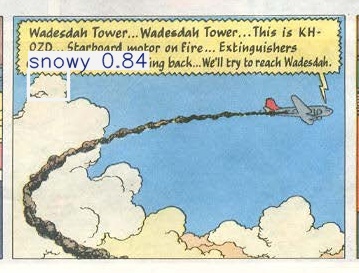 Wadesdah Tower...Wadesdah Tower...This is KH-
OZD... Starboard motor on fire... Extinguishers
snowy 0.84 ing back...We'll try to reach Wadesdah.